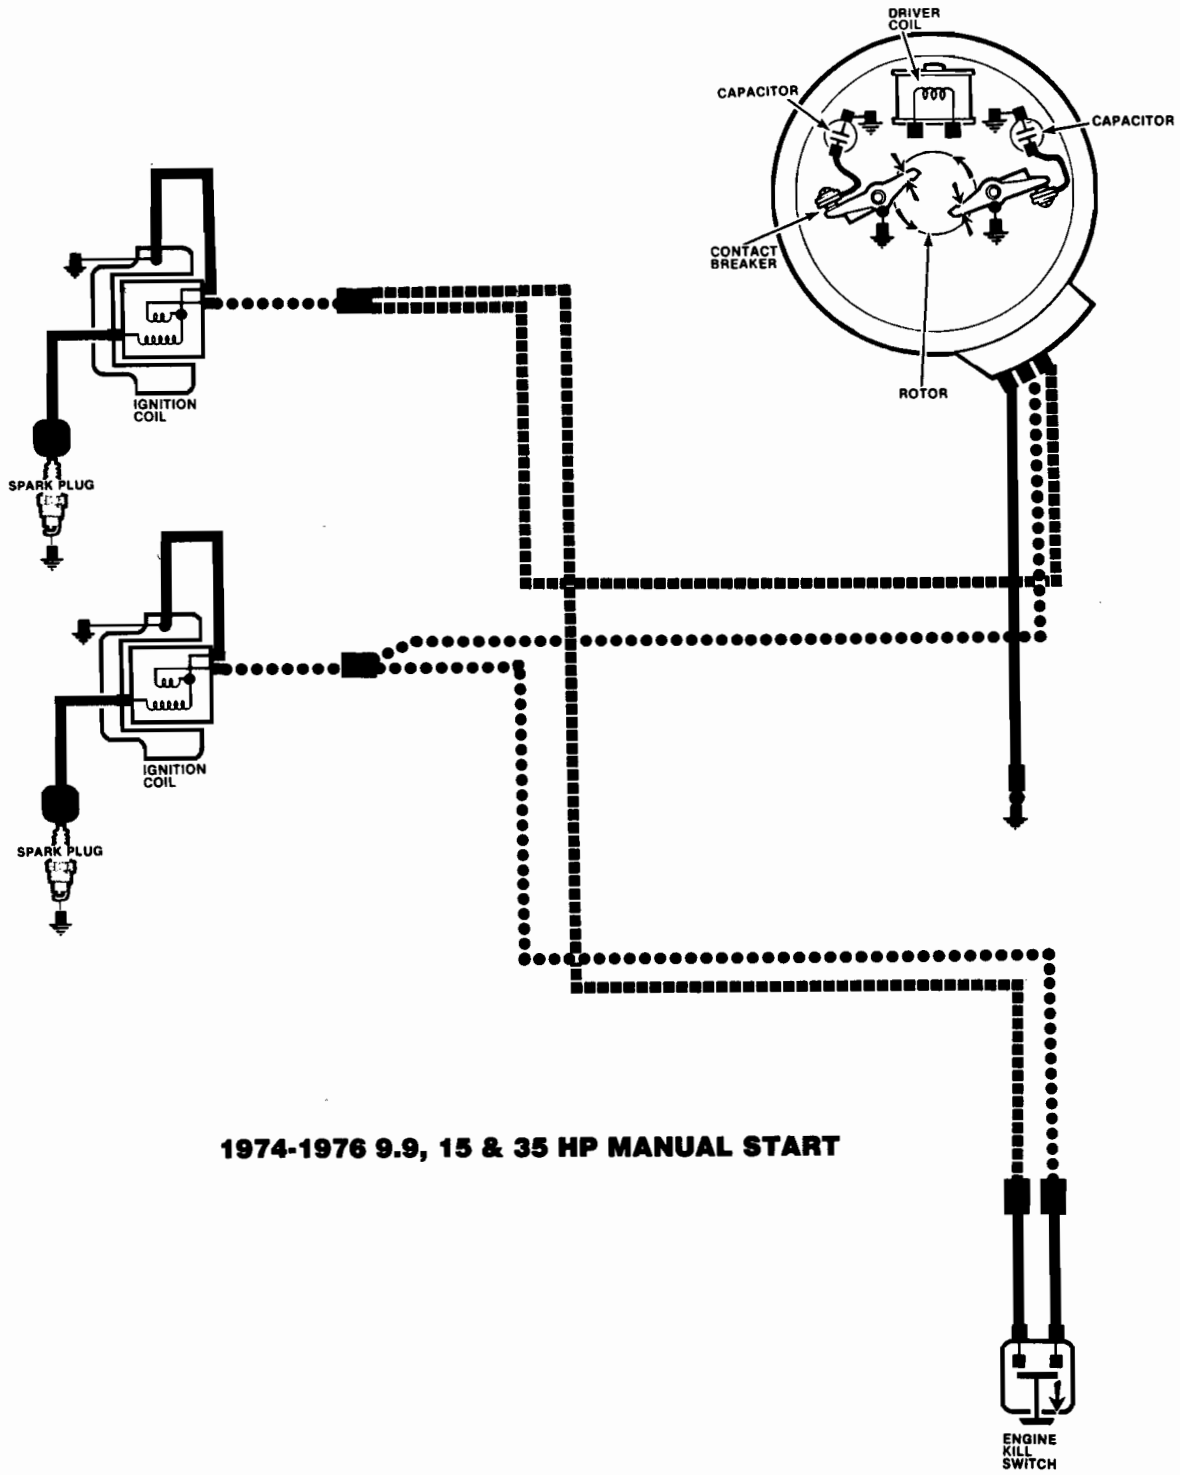 DRIVER
COIL
CAPACITOR
CAPACITOR
CONTACT
BREAKER
ROTOR
IGNITION
COIL
SPARK PLUG
IGNITION
COIL
SPARK PLUG
1974-1976 9.9, 15 & 35 HP MANUAL START
ENGINE
KILL
SWITCH